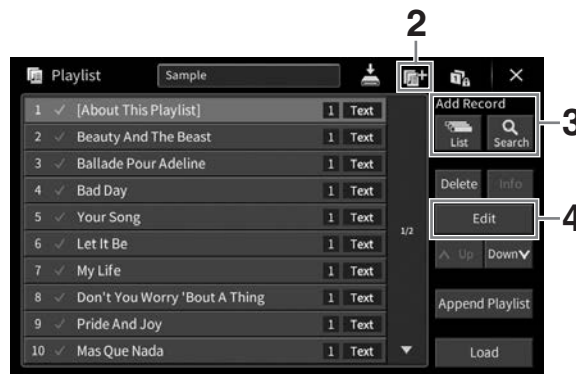 2
Playlist Sample
Add Record
1 [About This Playlist] 1 Text
List Search
3
2 Beauty And The Beast 1 Text
3 Ballade Pour Adeline 1 Text
4 Bad Day 1 Text
Delete Info
5 Your Song 1 Text
Edit
4
1/2
6 Let It Be 1 Text
Up Down
7 My Life 1 Text
8 Don't You Worry 'Bout A Thing 1 Text
Append Playlist
9 Pride And Joy 1 Text
10 Mas Que Nada 1 Text
Load